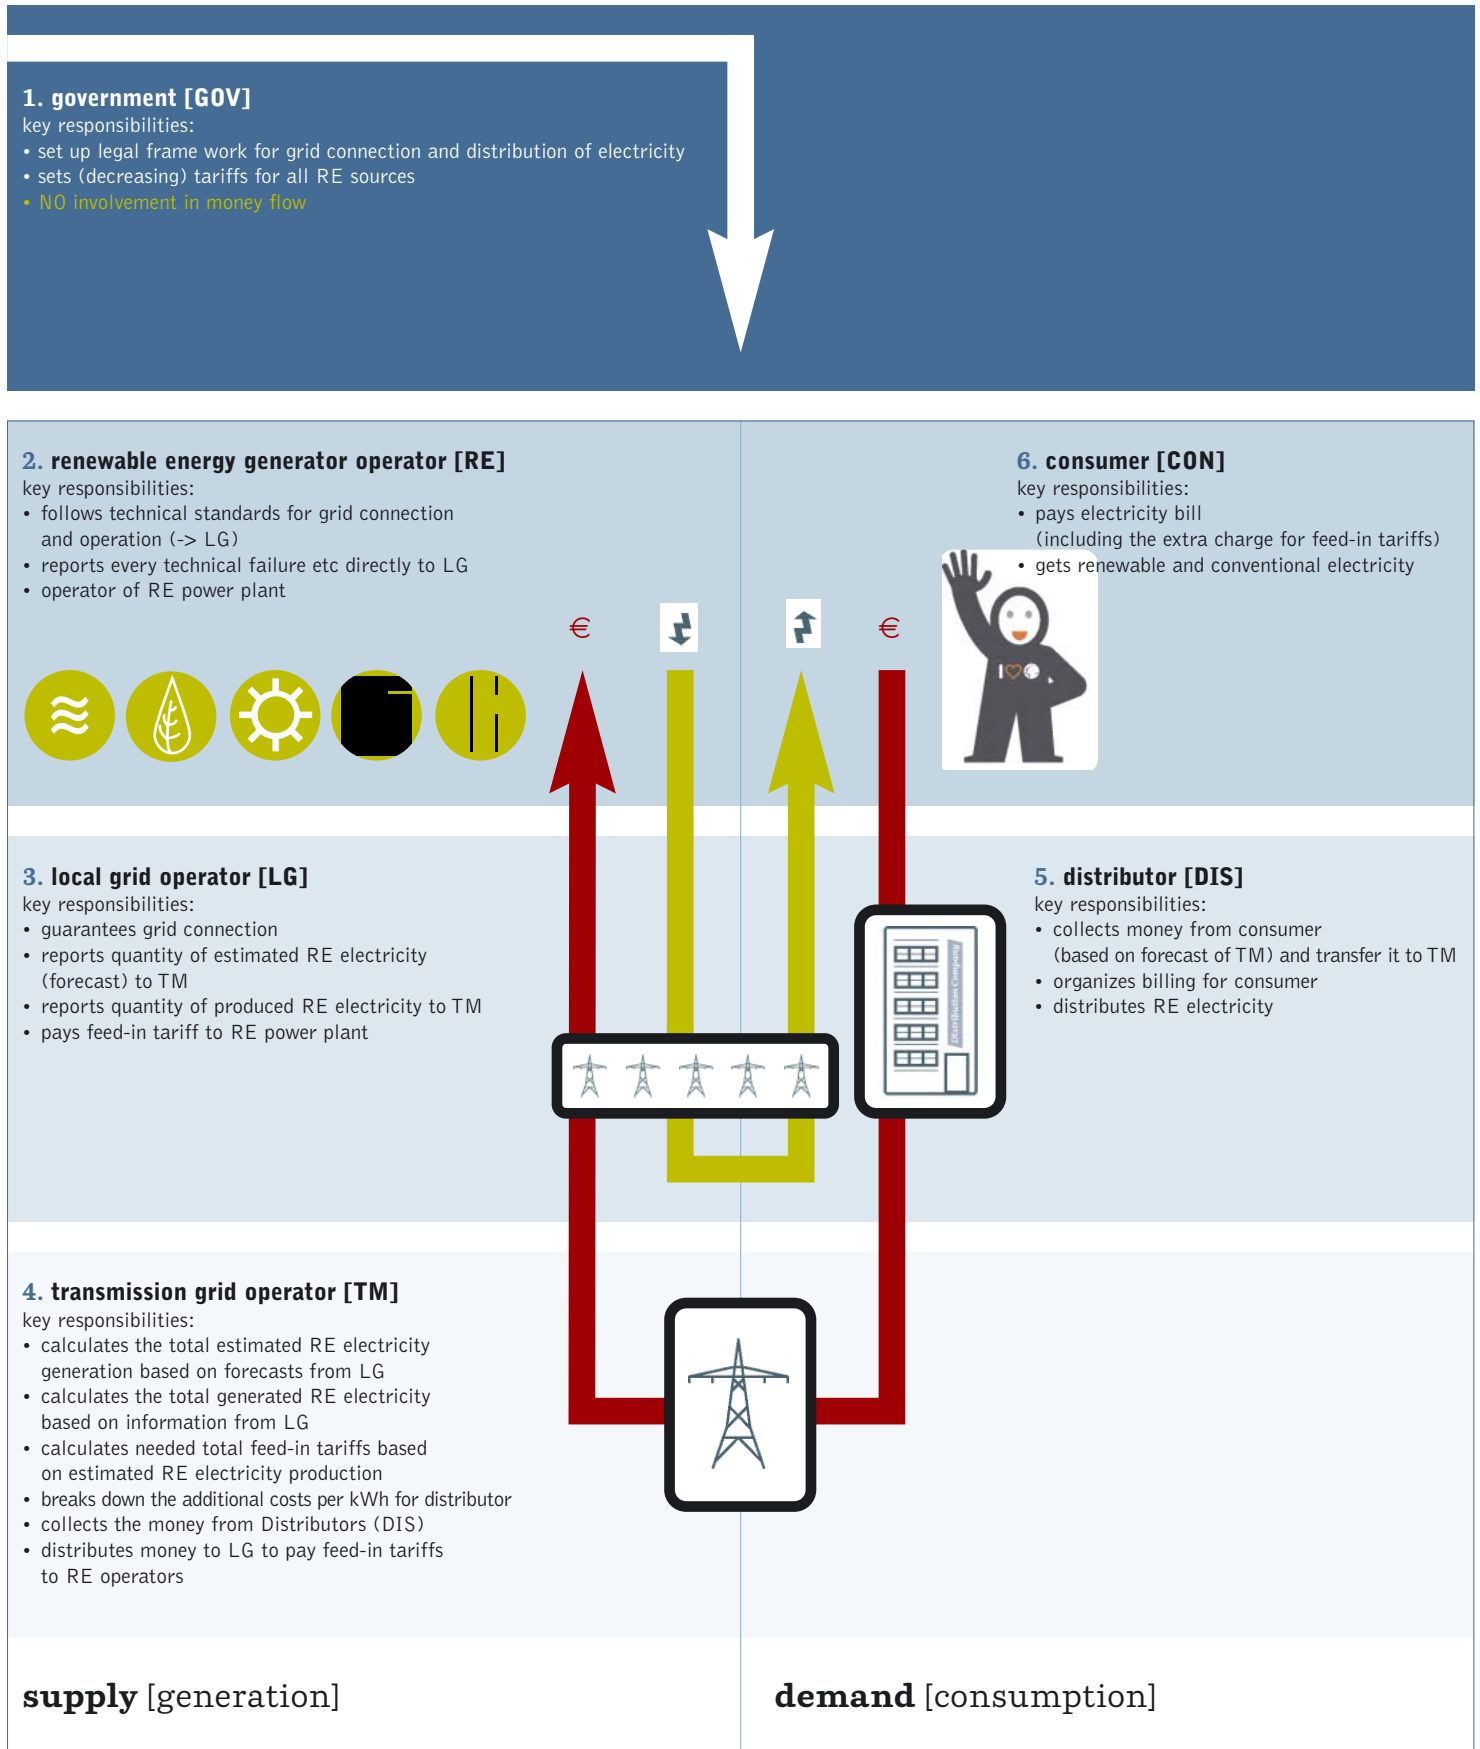 1. government [GOV]
key responsibilities:
• set up legal frame work for grid connection and distribution of electricity
• sets (decreasing) tariffs for all RE sources
• NO involvement in money flow
2. renewable energy generator operator [RE]
key responsibilities:
• follows technical standards for grid connection
and operation (-> LG)
• reports every technical failure etc directly to LG
• operator of RE power plant
6. consumer [CON]
key responsibilities:
• pays electricity bill
(including the extra charge for feed-in tariffs)
• gets renewable and conventional electricity
€
€
I
3. local grid operator [LG]
key responsibilities:
• guarantees grid connection
• reports quantity of estimated RE electricity
(forecast) to TM
• reports quantity of produced RE electricity to TM
• pays feed-in tariff to RE power plant
5. distributor [DIS]
key responsibilities:
• collects money from consumer
(based on forecast of TM) and transfer it to TM
• organizes billing for consumer
• distributes RE electricity
Distribution Company
4. transmission grid operator [TM]
key responsibilities:
• calculates the total estimated RE electricity
generation based on forecasts from LG
• calculates the total generated RE electricity
based on information from LG
• calculates needed total feed-in tariffs based
on estimated RE electricity production
• breaks down the additional costs per kWh for distributor
• collects the money from Distributors (DIS)
• distributes money to LG to pay feed-in tariffs
to RE operators
supply [generation]
demand [consumption]